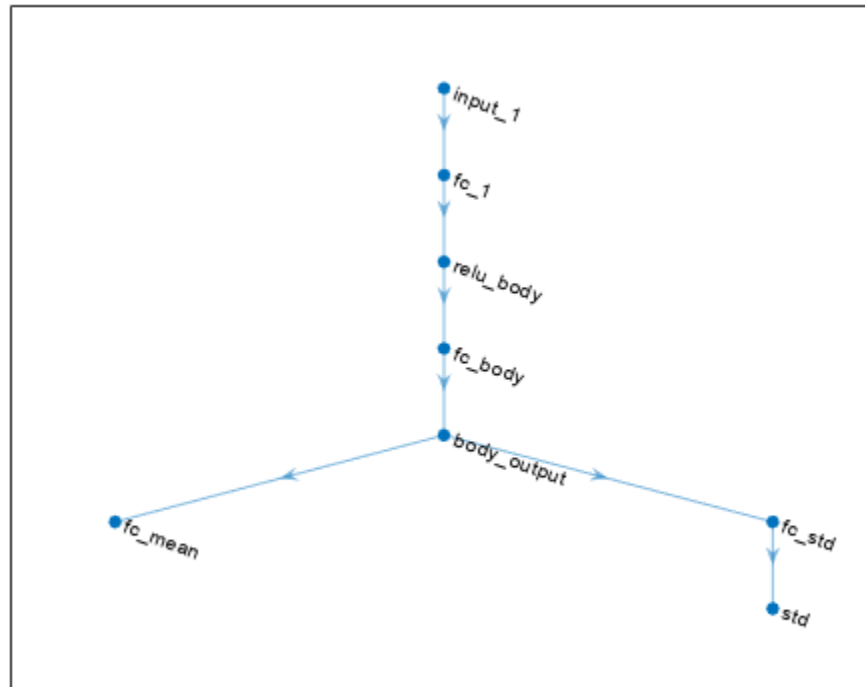 input_1
fc_1
relu_body
fc_body
body_output
fc_mean
fc_std
std